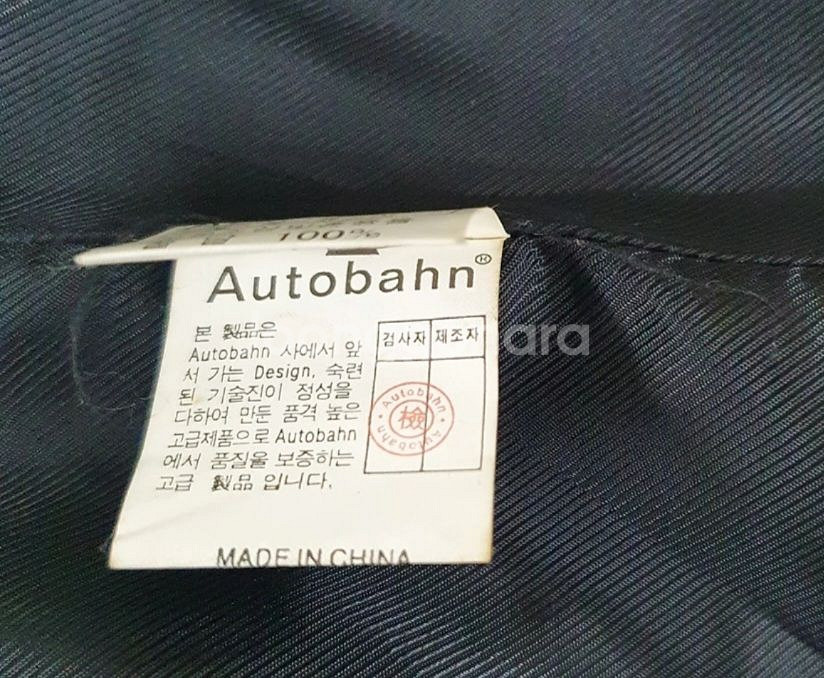 100%
Autobahn®
본 製品은
Autobahn 사에서 앞
서 가는 Design, 숙련
된 기술진이 정성을
다하여 만든 품격 높은
고급제품으로 Autobahn
에서 품질을 보증하는
고급 製品 입니다.
검사자 제조자
· Autobahn · Autobahn
檢
MADE IN CHINA